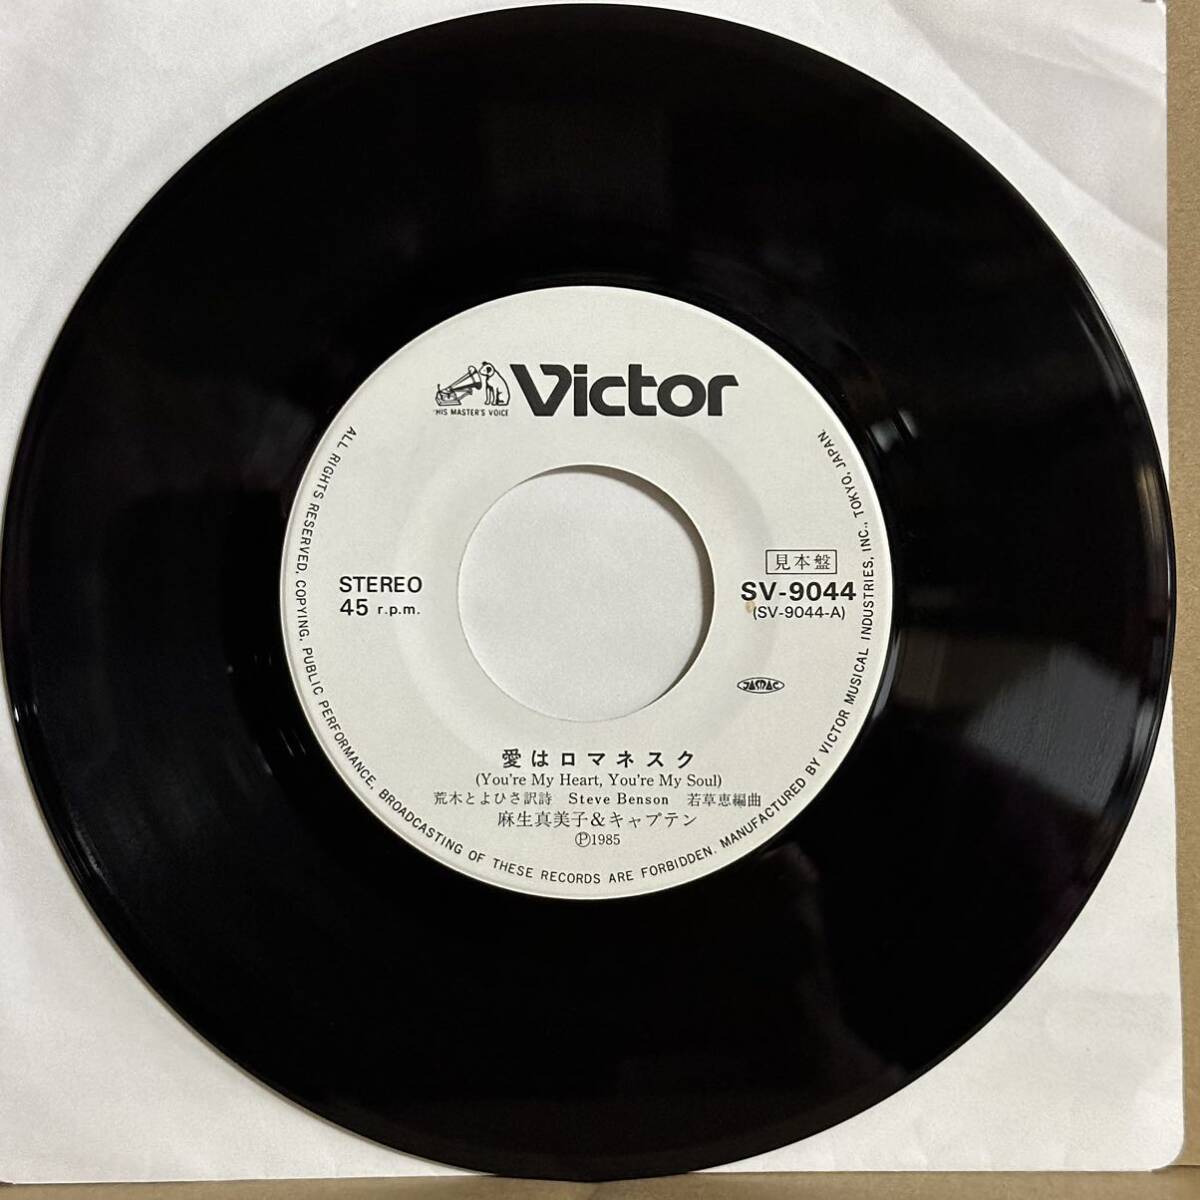 Victor
"HIS MASTER'S VOICE
見本盤
STEREO
45 r.p.m.
SV-9044
(SV-9044-A)
JASRAC
愛はロマネスク
(You're My Heart, You're My Soul)
荒木とよひさ訳詩 Steve Benson 若草恵編曲
麻生真美子&キャプテン
Ⓟ1985
ALL RIGHTS RESERVED, COPYING, PUBLIC PERFORMANCE, BROADCASTING OF THESE RECORDS ARE FORBIDDEN. MANUFACTURED BY VICTOR MUSICAL INDUSTRIES, INC., TOKYO, JAPAN.